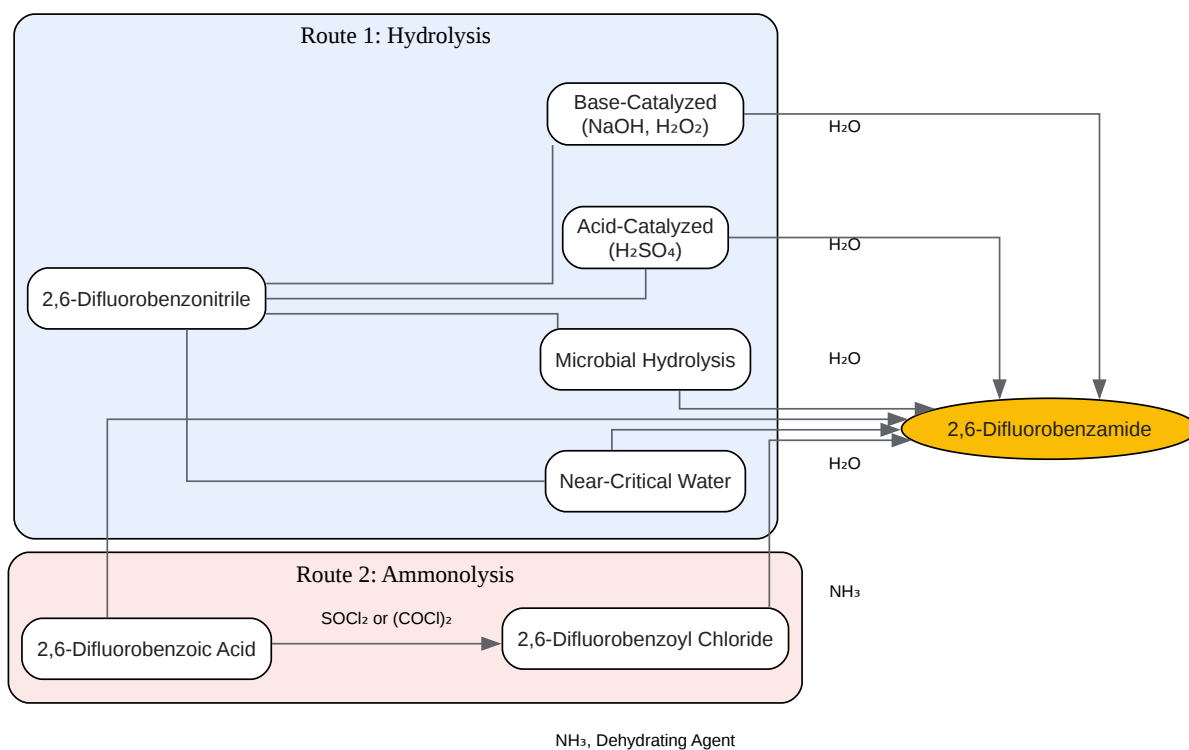 Route 1: Hydrolysis
Base-Catalyzed
(NaOH, H₂O₂)
H₂O
Acid-Catalyzed
(H₂SO₄)
H₂O
2,6-Difluorobenzonitrile
Microbial Hydrolysis
H₂O
2,6-Difluorobenzamide
Near-Critical Water
H₂O
Route 2: Ammonolysis
NH₃
SOCl₂ or (COCl)₂
2,6-Difluorobenzoic Acid
2,6-Difluorobenzoyl Chloride
NH₃, Dehydrating Agent